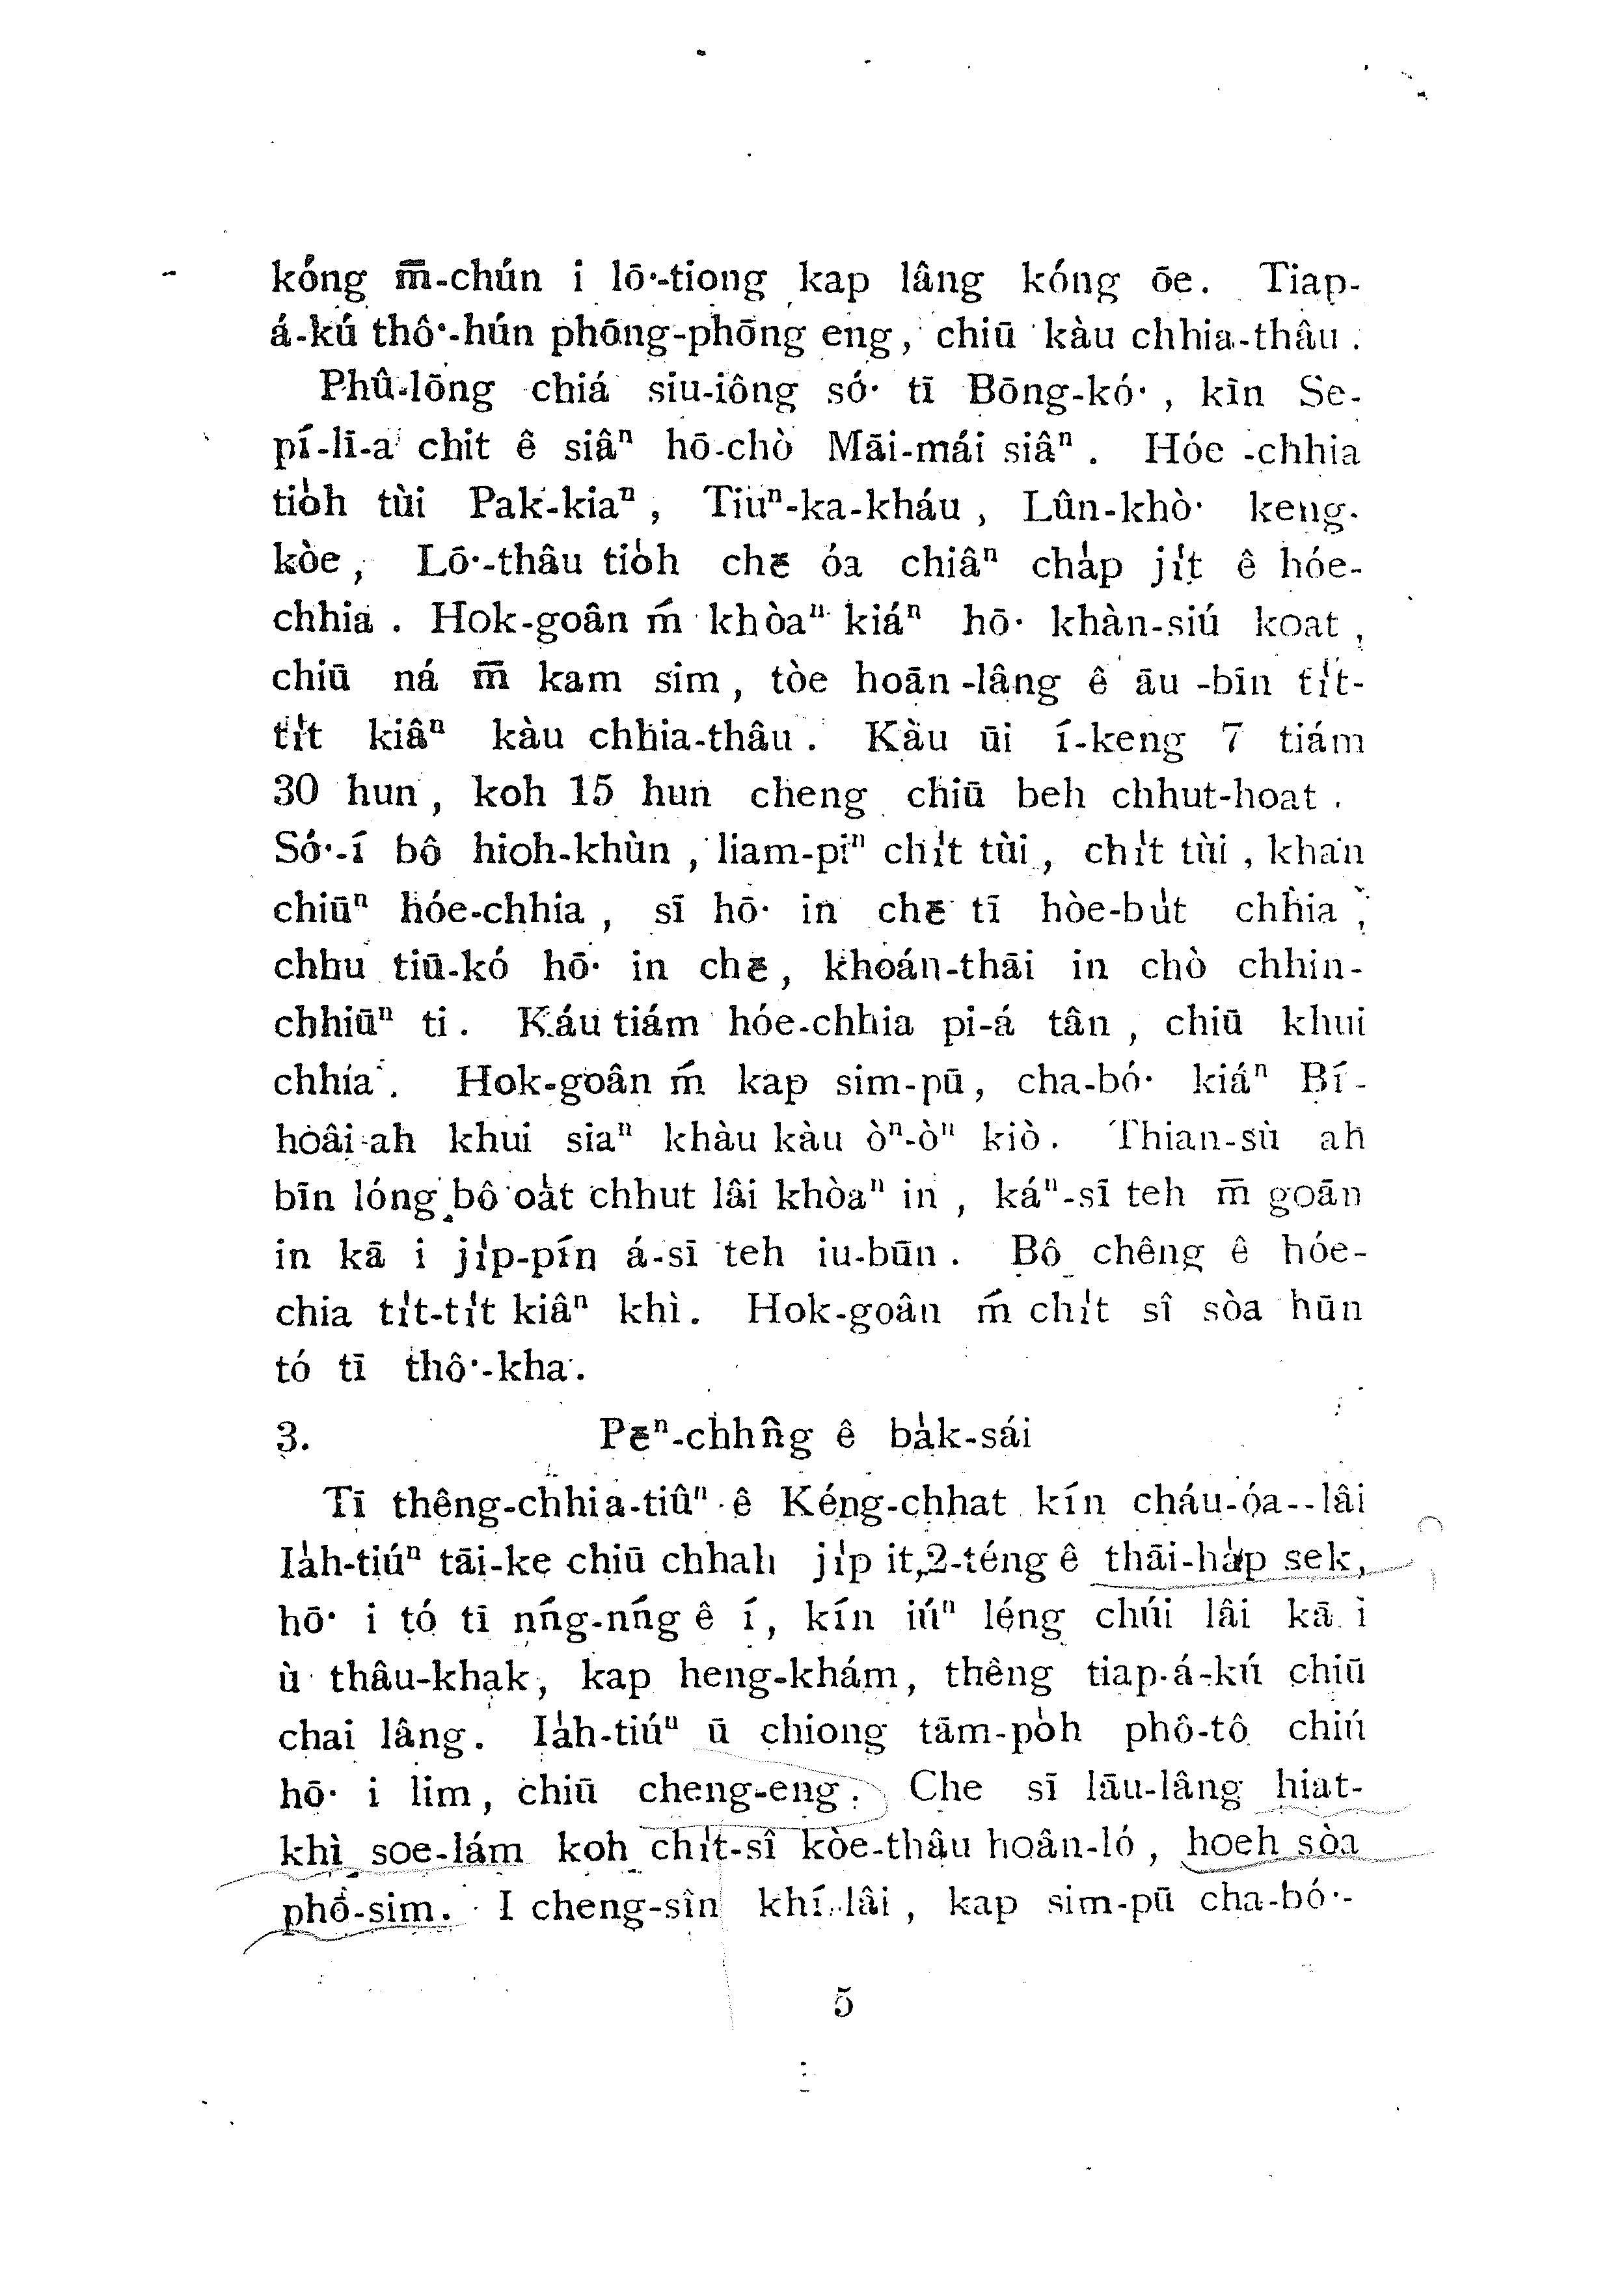 kóng m̄-chún i lō͘-tiong kap lâng kóng ōe. Tiap-
á-kú thô͘-hún phōng-phōng eng, chiū kàu chhia-thâu.
Phû-lōng chiá siu-iông só͘ tī Bōng-kó͘, kīn Se-
pí-lī-a chit ê siâⁿ hō-chò Māi-mái siâⁿ. Hóe-chhia
tio̍h tùi Pak-kiaⁿ, Tiuⁿ-ka-kháu, Lûn-khò͘ keng-
kòe, Lō͘-thâu tio̍h chē óa chiâⁿ cha̍p ji̍t ê hóe-
chhia. Hok-goân ḿ khòaⁿ kiáⁿ hō͘ khàn-siú koat,
chiū ná m̄ kam sim, tòe hoān-lâng ê āu-bīn ti̍t-
ti̍t kiâⁿ kàu chhia-thâu. Kàu ūi í-keng 7 tiám
30 hun, koh 15 hun cheng chiū beh chhut-hoat.
Só͘-í bô hioh-khùn, liam-piⁿ chi̍t tùi, chi̍t tùi, khan
chiūⁿ hóe-chhia, sī hō͘ in chē tī hòe-bu̍t chhia,
chhu tiū-kó hō͘ in chē, khoán-thāi in chò chhin-
chhiūⁿ ti. Káu tiám hóe-chhia pi-á tân, chiū khui
chhia. Hok-goân ḿ kap sim-pū, cha-bó͘ kiáⁿ Bí-
hoâi-ah khui siaⁿ khàu kàu òⁿ-òⁿ kiò. Thian-sù ah
bīn lóng bô oa̍t chhut lâi khòaⁿ in, káⁿ-sī teh m̄ goān
in kā i ji̍p-pín á-sī teh iu-būn. Bô chêng ê hóe-
chia ti̍t-ti̍t kiâⁿ khì. Hok-goân ḿ chi̍t sî sòa hūn
tó tī thô͘-kha.
3. Pēⁿ-chhn̂g ê ba̍k-sái
Tī thêng-chhia-tiûⁿ ê Kéng-chhat kín cháu-óa--lâi
Ia̍h-tiúⁿ tāi-ke chiū chhah ji̍p it,2-téng ê thāi-ha̍p sek,
hō͘ i tó tī nńg-nńg ê í, kín iúⁿ léng chúi lâi kā i
ù thâu-khak, kap heng-khám, thêng tiap-á-kú chiū
chai lâng. Ia̍h-tiúⁿ ū chiong tām-po̍h phô-tô chiú
hō͘ i lim, chiū cheng-eng. Che sī lāu-lâng hiat-
khì soe-lám koh chi̍t-sî kòe-thâu hoân-ló, hoeh sòa
phò͘-sim. I cheng-sîn khí-lâi, kap sim-pū cha-bó͘-
5